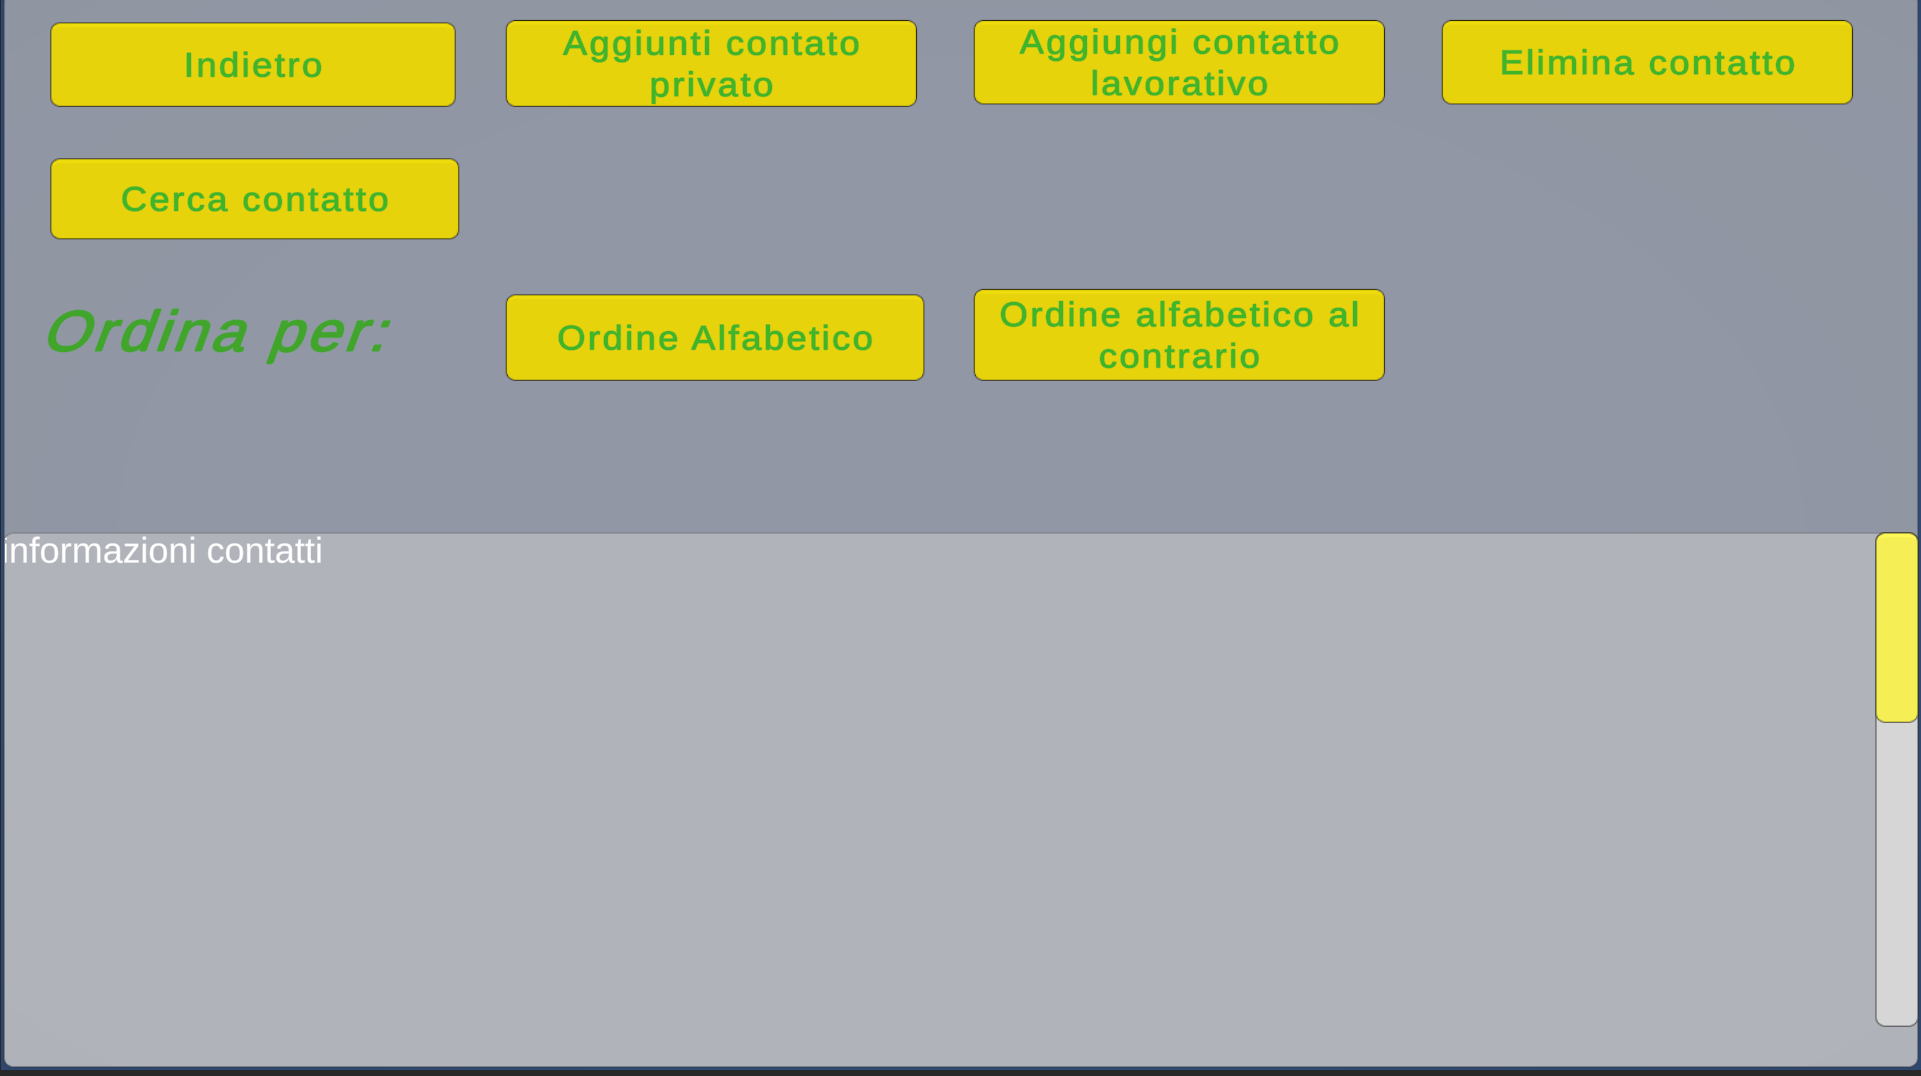 Indietro
Aggiunti contato
privato
Aggiungi contatto
lavorativo
Elimina contatto
Cerca contatto
Ordina per:
Ordine Alfabetico
Ordine alfabetico al
contrario
informazioni contatti